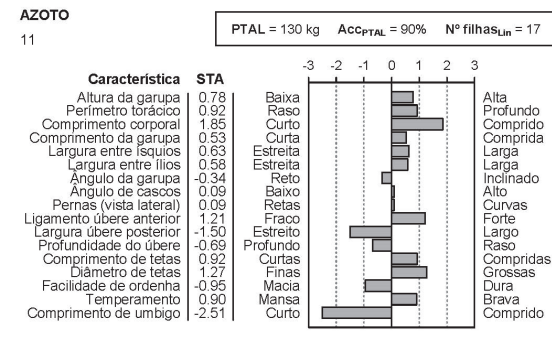 AZOTO
11
PTAL = 130 kg AccPTAL = 90% Nº filhasLin = 17
-3 -2 -1 0 1 2 3
Característica STA
Altura da garupa 0.78 Baixa Alta
Perímetro torácico 0.92 Raso Profundo
Comprimento corporal 1.85 Curto Comprido
Comprimento da garupa 0.53 Curta Comprida
Largura entre ísquios 0.63 Estreita Larga
Largura entre ílios 0.58 Estreita Larga
Ângulo da garupa -0.34 Reto Inclinado
Ângulo de cascos 0.09 Baixo Alto
Pernas (vista lateral) 0.09 Retas Curvas
Ligamento úbere anterior 1.21 Fraco Forte
Largura úbere posterior -1.50 Estreito Largo
Profundidade do úbere -0.69 Profundo Raso
Comprimento de tetas 0.92 Curtas Compridas
Diâmetro de tetas 1.27 Finas Grossas
Facilidade de ordenha -0.95 Macia Dura
Temperamento 0.90 Mansa Brava
Comprimento de umbigo -2.51 Curto Comprido